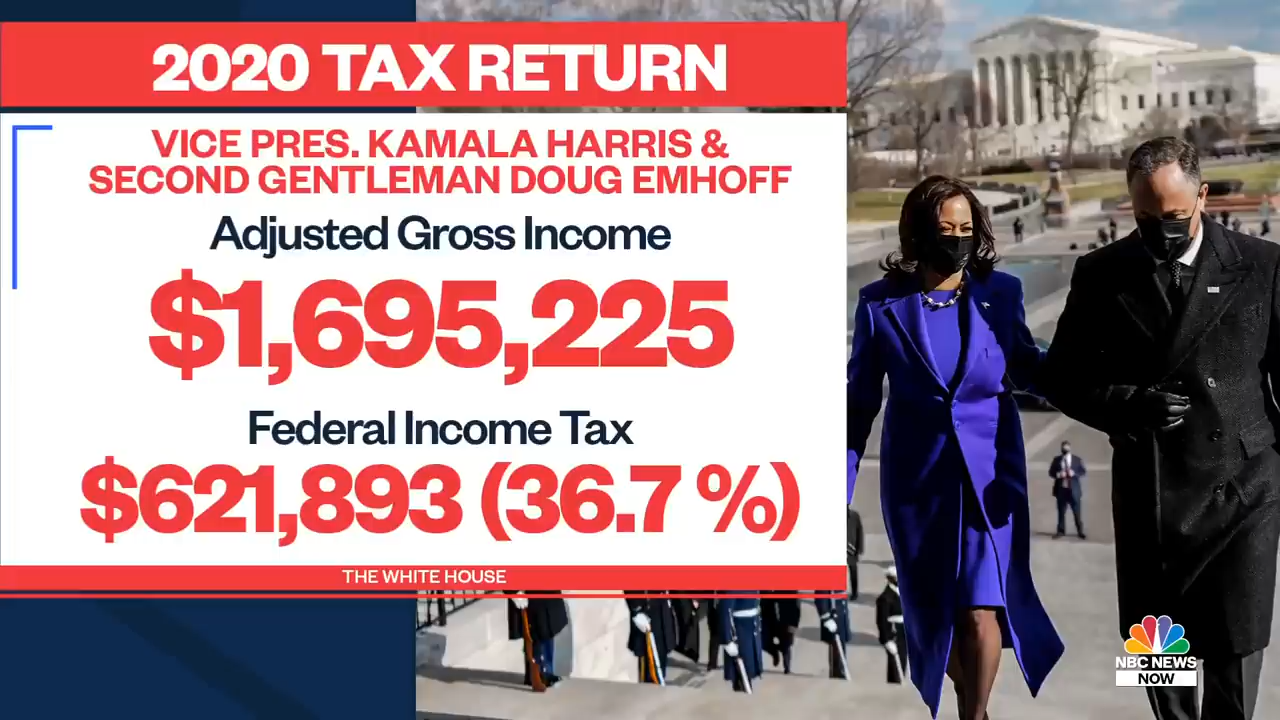 2020 TAX RETURN
VICE PRES. KAMALA HARRIS &
SECOND GENTLEMAN DOUG EMHOFF
Adjusted Gross Income
$1,695,225
Federal Income Tax
$621,893 (36.7 %)
THE WHITE HOUSE
NBC NEWS
NOW